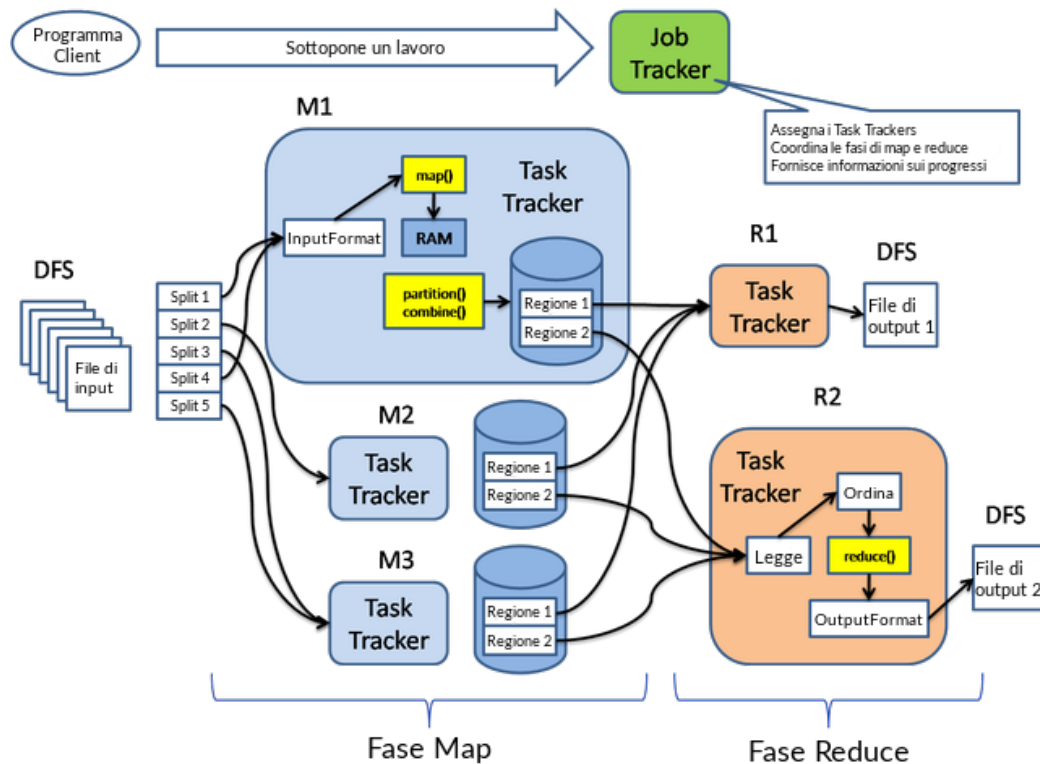 Programma
Client
Sottopone un lavoro
Job
Tracker
Assegna i Task Trackers
Coordina le fasi di map e reduce
Fornisce informazioni sui progressi
M1
Task
Tracker
map()
InputFormat
RAM
partition()
combine()
Regione 1
Regione 2
DFS
File di
input
Split 1
Split 2
Split 3
Split 4
Split 5
M2
Task
Tracker
Regione 1
Regione 2
M3
Task
Tracker
Regione 1
Regione 2
R1
Task
Tracker
DFS
File di
output 1
R2
Task
Tracker
Ordina
Legge
reduce()
OutputFormat
DFS
File di
output 2
Fase Map
Fase Reduce